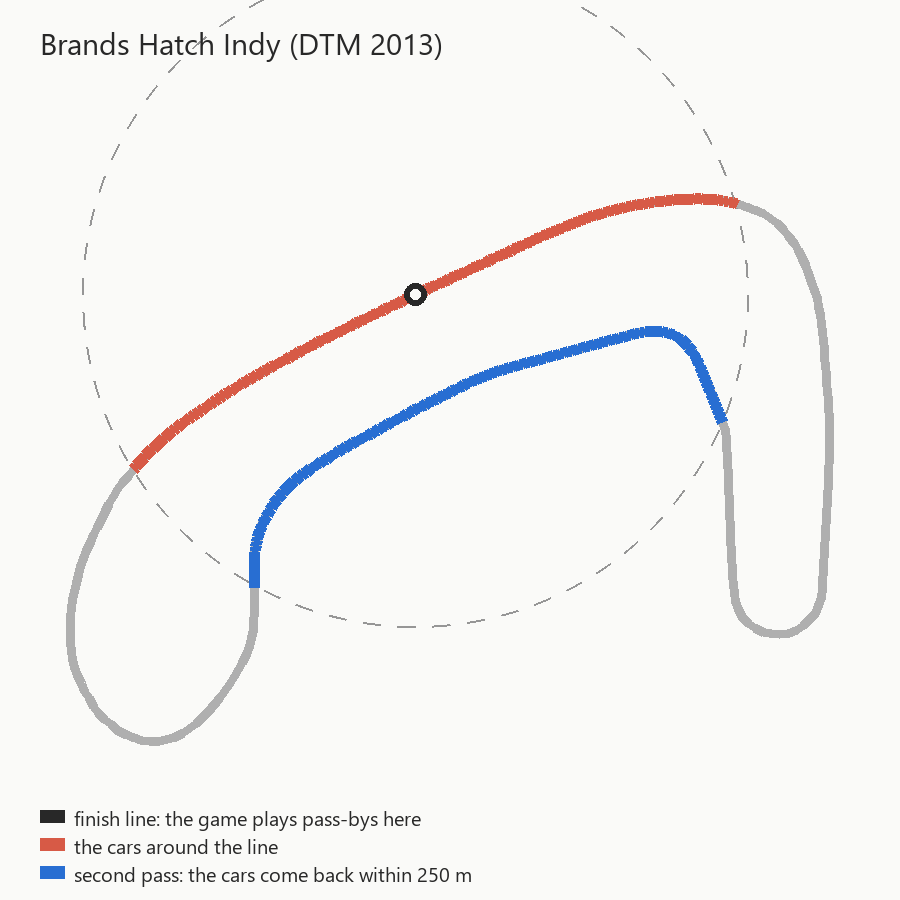 Brands Hatch Indy (DTM 2013)
finish line: the game plays pass-bys here
the cars around the line
second pass: the cars come back within 250 m